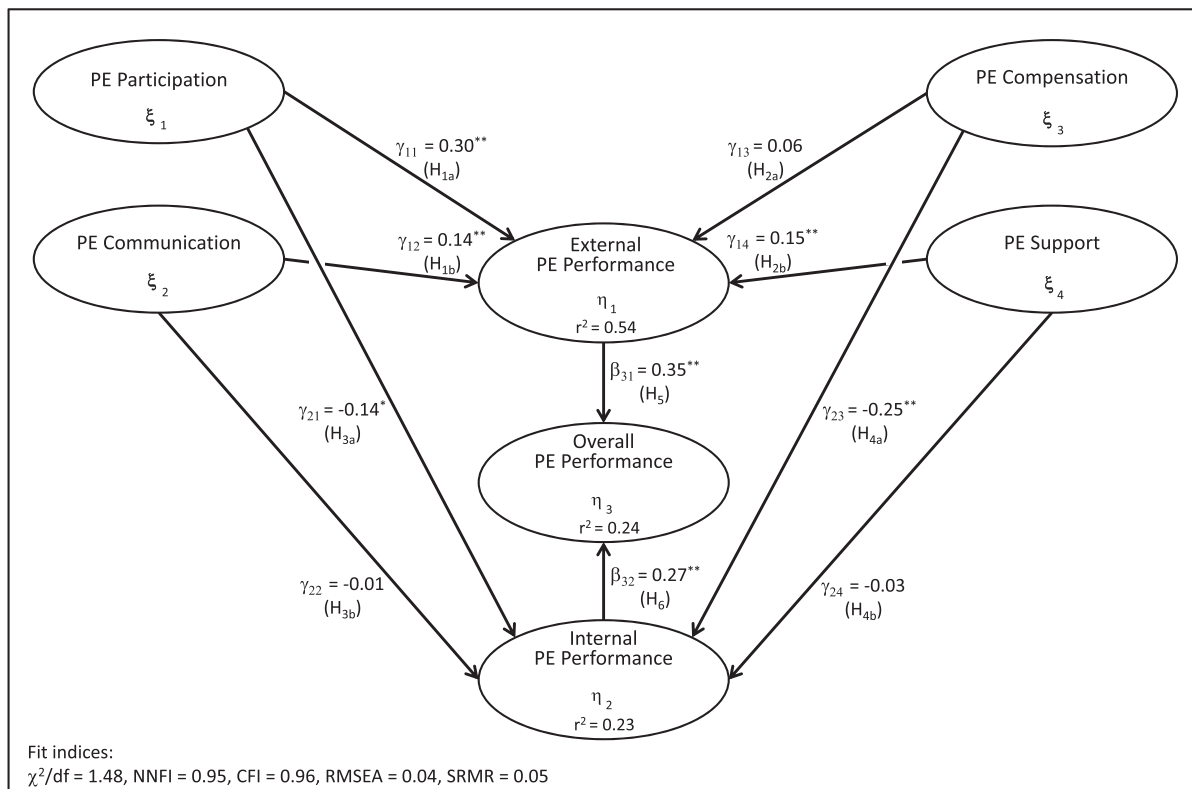 PE Participation
ξ 1
PE Compensation
ξ 3
γ11 = 0.30**
(H1a)
γ13 = 0.06
(H2a)
PE Communication
ξ 2
γ12 = 0.14**
(H1b)
External
PE Performance
η 1
r² = 0.54
γ14 = 0.15**
(H2b)
PE Support
ξ 4
β31 = 0.35**
(H5)
γ21 = -0.14*
(H3a)
γ23 = -0.25**
(H4a)
Overall
PE Performance
η 3
r² = 0.24
γ22 = -0.01
(H3b)
β32 = 0.27**
(H6)
γ24 = -0.03
(H4b)
Internal
PE Performance
η 2
r² = 0.23
Fit indices:
χ²/df = 1.48, NNFI = 0.95, CFI = 0.96, RMSEA = 0.04, SRMR = 0.05